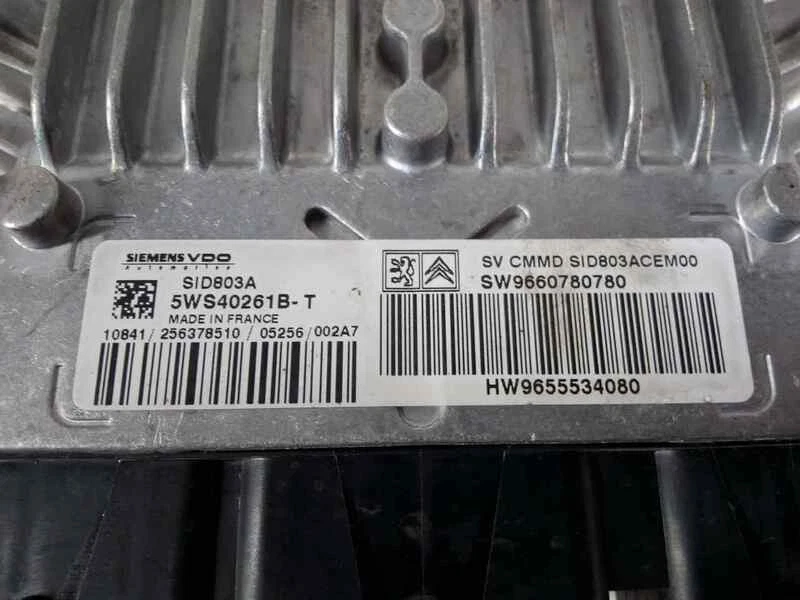 SIEMENS VDO
Automotive
SID803A
5WS40261B-T
MADE IN FRANCE
10841/256378510/05256/002A7
SV CMMD SID803ACEM00
SW9660780780
HW9655534080